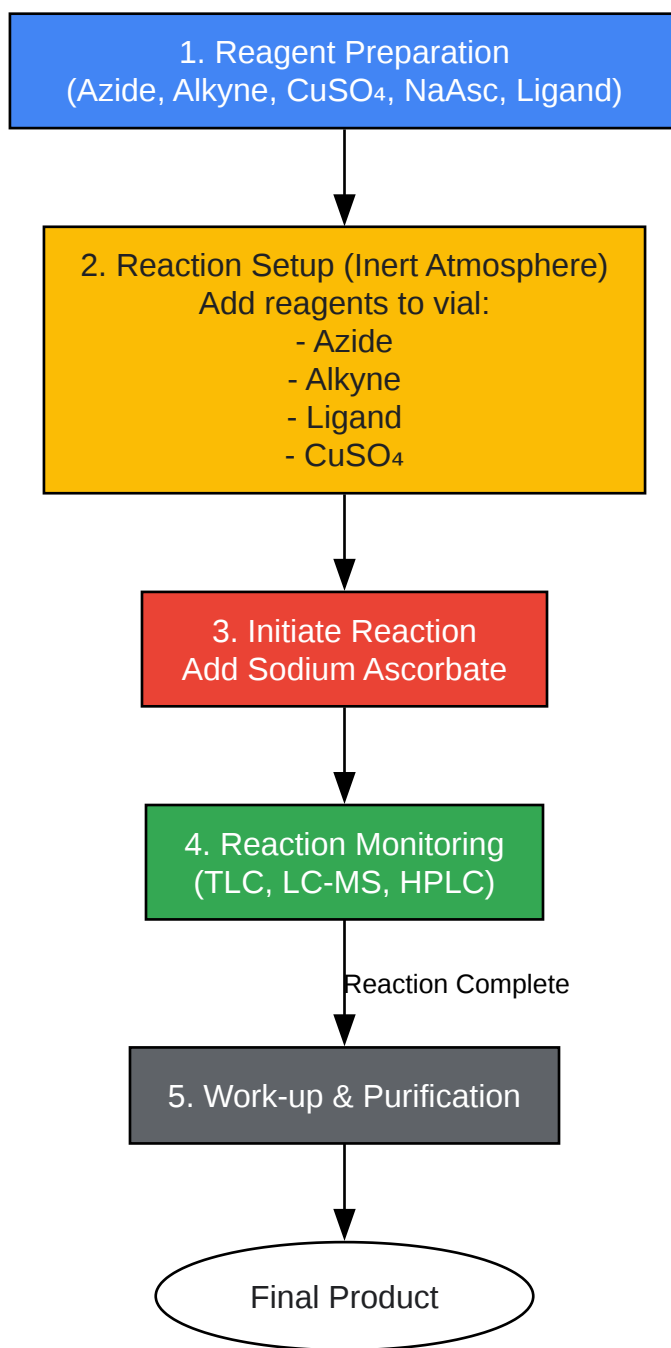 1. Reagent Preparation
(Azide, Alkyne, CuSO₄, NaAsc, Ligand)
2. Reaction Setup (Inert Atmosphere)
Add reagents to vial:
- Azide
- Alkyne
- Ligand
- CuSO₄
3. Initiate Reaction
Add Sodium Ascorbate
4. Reaction Monitoring
(TLC, LC-MS, HPLC)
Reaction Complete
5. Work-up & Purification
Final Product